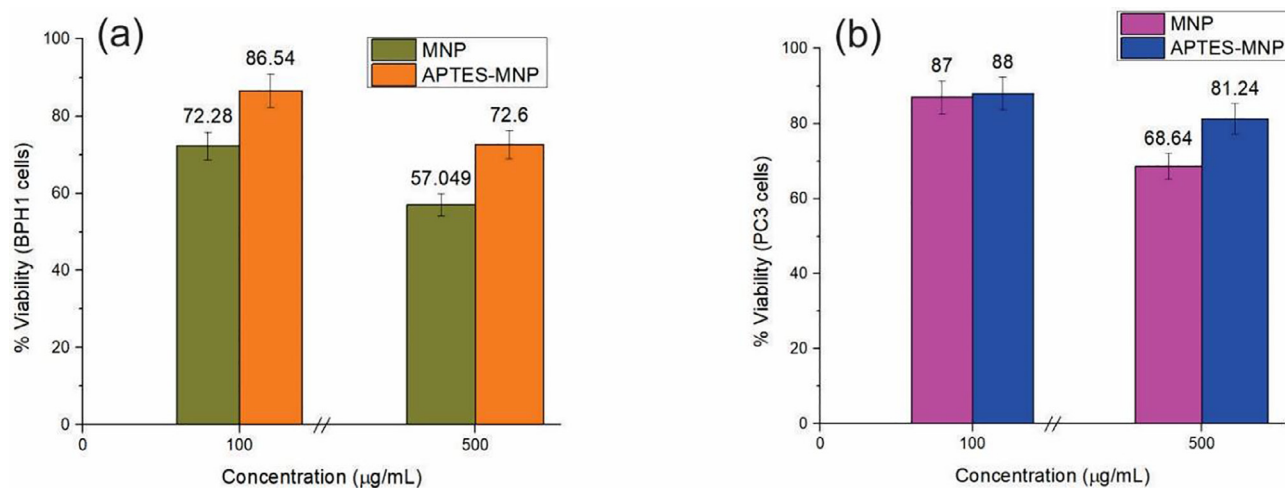 (a)
MNP
APTES-MNP
% Viability (BPH1 cells)
100
80
60
40
20
0
72.28
86.54
57.049
72.6
0
100
500
Concentration (μg/mL)
(b)
MNP
APTES-MNP
% Viability (PC3 cells)
100
80
60
40
20
0
87
88
68.64
81.24
0
100
500
Concentration (μg/mL)